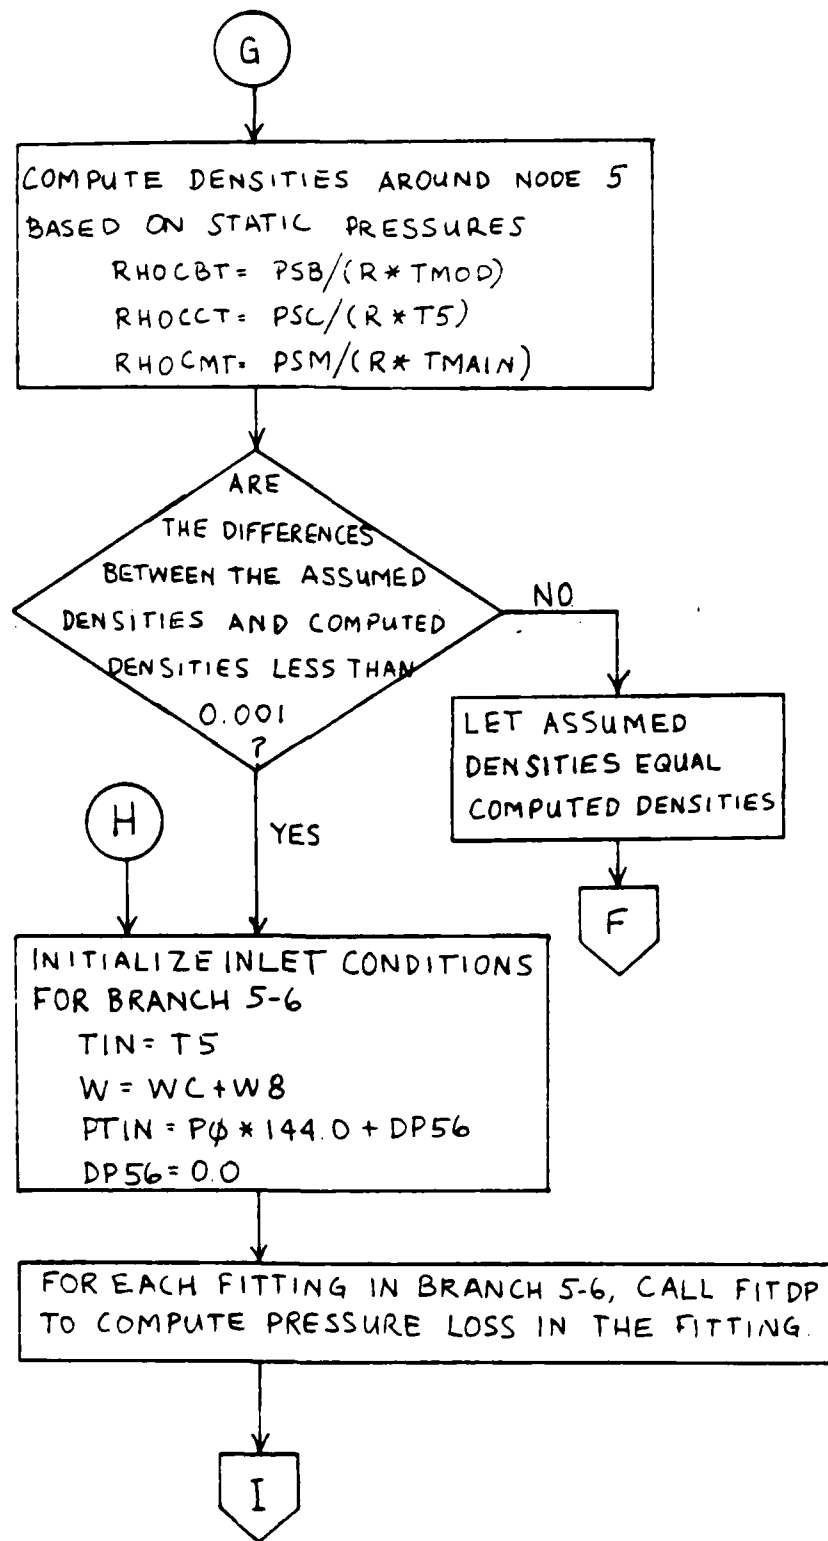 G
COMPUTE DENSITIES AROUND NODE 5
BASED ON STATIC PRESSURES
RHOCBT= PSB/(R* TMOD)
RHOCCT= PSC/(R*T5)
RHOCMT= PSM/(R* TMAIN)
ARE
THE DIFFERENCES
BETWEEN THE ASSUMED
DENSITIES AND COMPUTED
DENSITIES LESS THAN
0.001
?
NO
LET ASSUMED
DENSITIES EQUAL
COMPUTED DENSITIES
F
H
YES
INITIALIZE INLET CONDITIONS
FOR BRANCH 5-6
TIN= T5
W = WC+W8
PTIN = Pφ * 144.0 + DP56
DP56=0.0
FOR EACH FITTING IN BRANCH 5-6, CALL FITDP
TO COMPUTE PRESSURE LOSS IN THE FITTING.
I